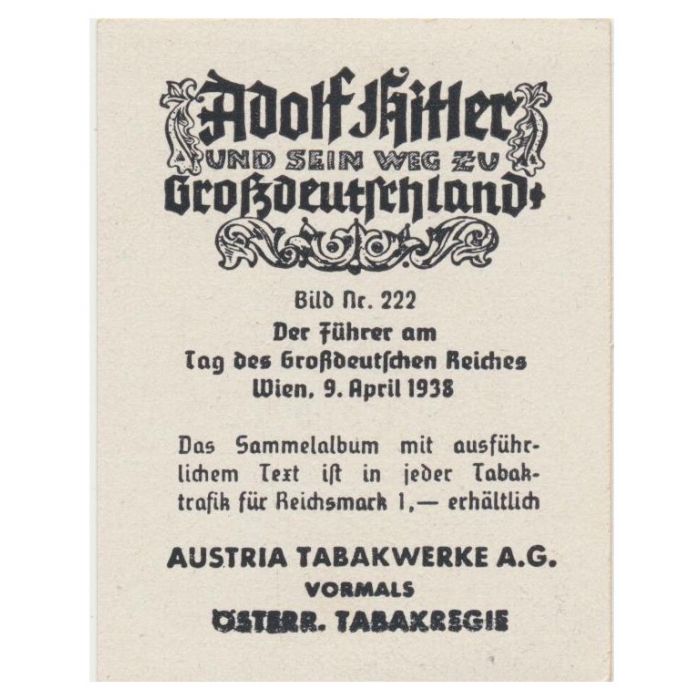 Adolf Hitler
UND SEIN WEG ZU
Großdeutschland
Bild Nr. 222
Der Führer am
Tag des Großdeutschen Reiches
Wien, 9. April 1938
Das Sammelalbum mit ausführ-
lichem Text ist in jeder Tabak-
trafik für Reichsmark 1,— erhältlich
AUSTRIA TABAKWERKE A.G.
VORMALS
ÖSTERR. TABAKREGIE